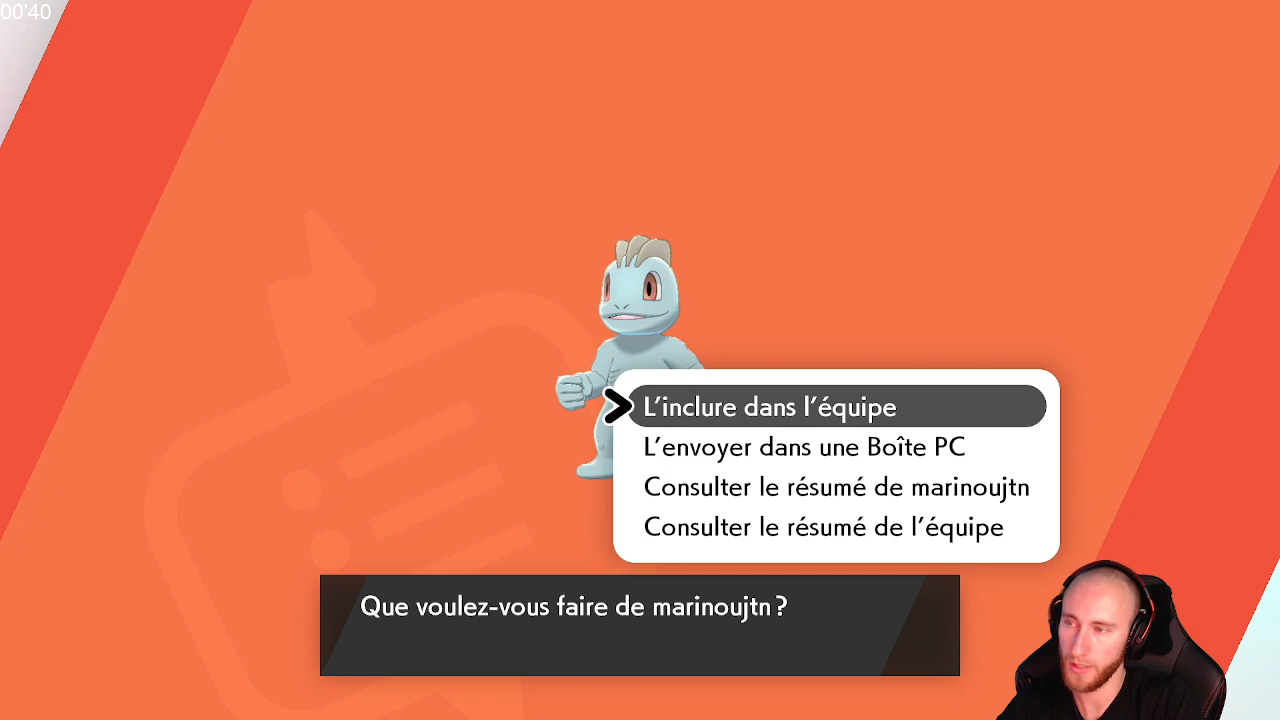 00'40
L'inclure dans l'équipe
L'envoyer dans une Boîte PC
Consulter le résumé de marinoujtn
Consulter le résumé de l'équipe
Que voulez-vous faire de marinoujtn ?